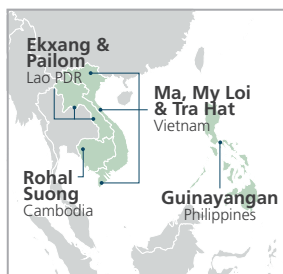 Ekxang &
Pailom
Lao PDR
Ma, My Loi
& Tra Hat
Vietnam
Rohal
Suong
Cambodia
Guinayangan
Philippines